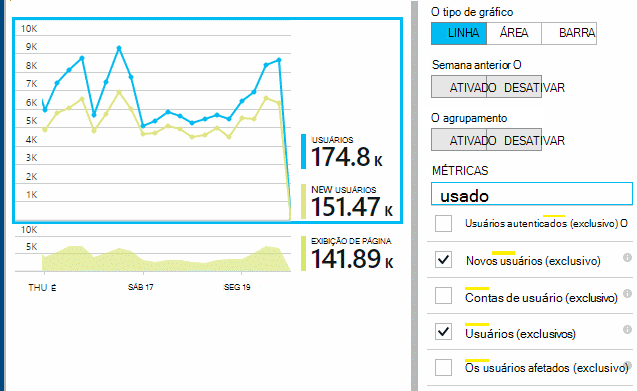 10K
9K
8K
7K
6K
5K
4K
3K
2K
1K
USUÁRIOS
174.8 K
NEW USUÁRIOS
151.47 K
10K
5K
EXIBIÇÃO DE PÁGINA
141.89 K
THU É
SÁB 17
SEG 19
O tipo de gráfico
LINHA ÁREA BARRA
Semana anterior O
ATIVADO DESATIVAR
O agrupamento
ATIVADO DESATIVAR
MÉTRICAS
usado
Usuários autenticados (exclusivo) O
Novos usuários (exclusivo)
Contas de usuário (exclusivo)
Usuários (exclusivos)
Os usuários afetados (exclusivo)